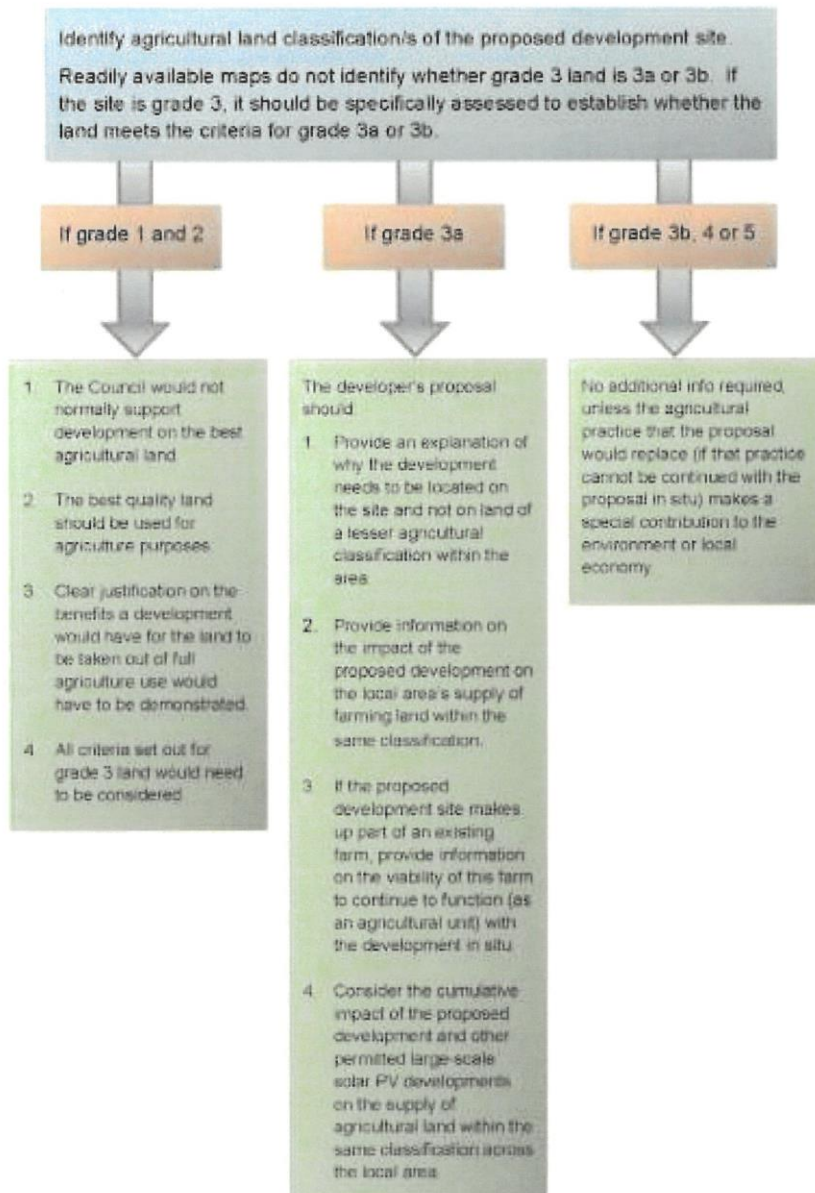 Identify agricultural land classification/s of the proposed development site.
Readily available maps do not identify whether grade 3 land is 3a or 3b. If
the site is grade 3, it should be specifically assessed to establish whether the
land meets the criteria for grade 3a or 3b.
If grade 1 and 2
If grade 3a
If grade 3b, 4 or 5
1. The Council would not
normally support
development on the best
agricultural land
2. The best quality land
should be used for
agriculture purposes
3. Clear justification on the
benefits a development
would have for the land to
be taken out of full
agriculture use would
have to be demonstrated.
4. All criteria set out for
grade 3 land would need
to be considered
The developer's proposal
should
1. Provide an explanation of
why the development
needs to be located on
the site and not on land of
a lesser agricultural
classification within the
area
2. Provide information on
the impact of the
proposed development on
the local area's supply of
farming land within the
same classification.
3. If the proposed
development site makes
up part of an existing
farm, provide information
on the viability of this farm
to continue to function (as
an agricultural unit) with
the development in situ
4. Consider the cumulative
impact of the proposed
development and other
permitted large-scale
solar PV developments
on the supply of
agricultural land within the
same classification across
the local area
No additional info required,
unless the agricultural
practice that the proposal
would replace (if that practice
cannot be continued with the
proposal in situ) makes a
special contribution to the
environment or local
economy